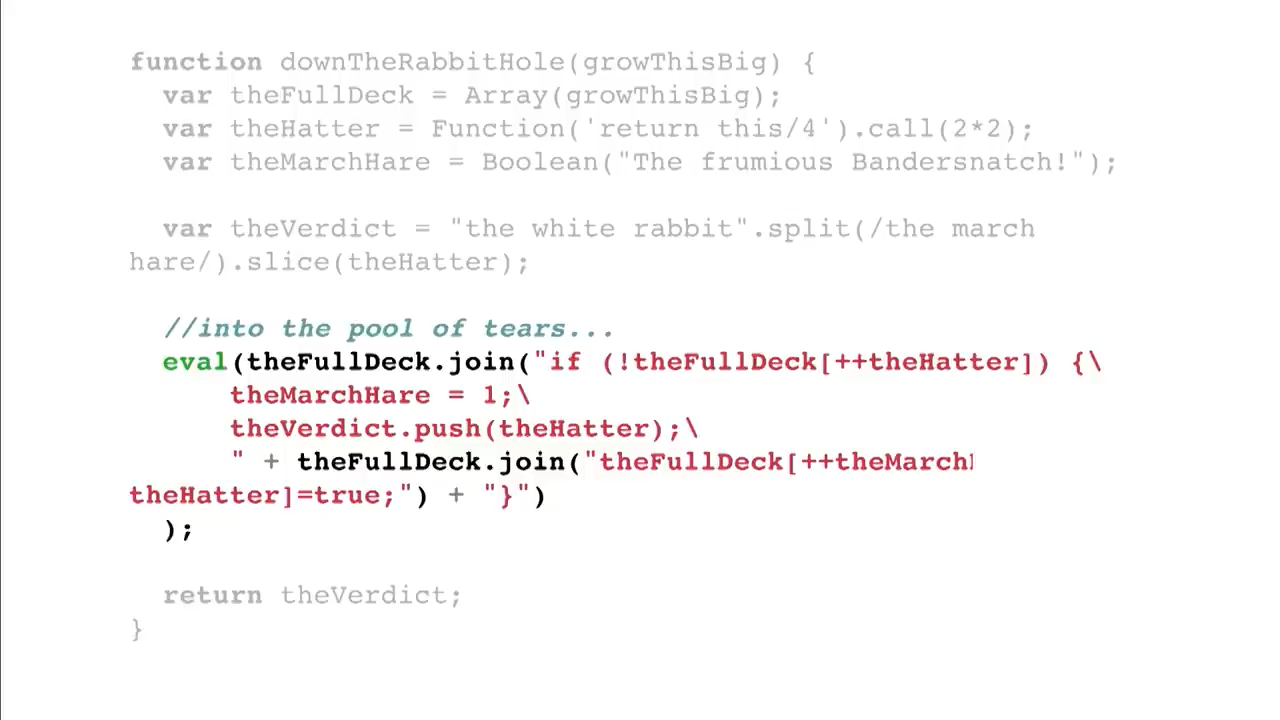 function downTheRabbitHole(growThisBig) {
  var theFullDeck = Array(growThisBig);
  var theHatter = Function('return this/4').call(2*2);
  var theMarchHare = Boolean("The frumious Bandersnatch!");

  var theVerdict = "the white rabbit".split(/the march
hare/).slice(theHatter);

  //into the pool of tears...
  eval(theFullDeck.join("if (!theFullDeck[++theHatter]) {\
      theMarchHare = 1;\
      theVerdict.push(theHatter);\
      " + theFullDeck.join("theFullDeck[++theMarch
theHatter]=true;") + "}")
  );

  return theVerdict;
}